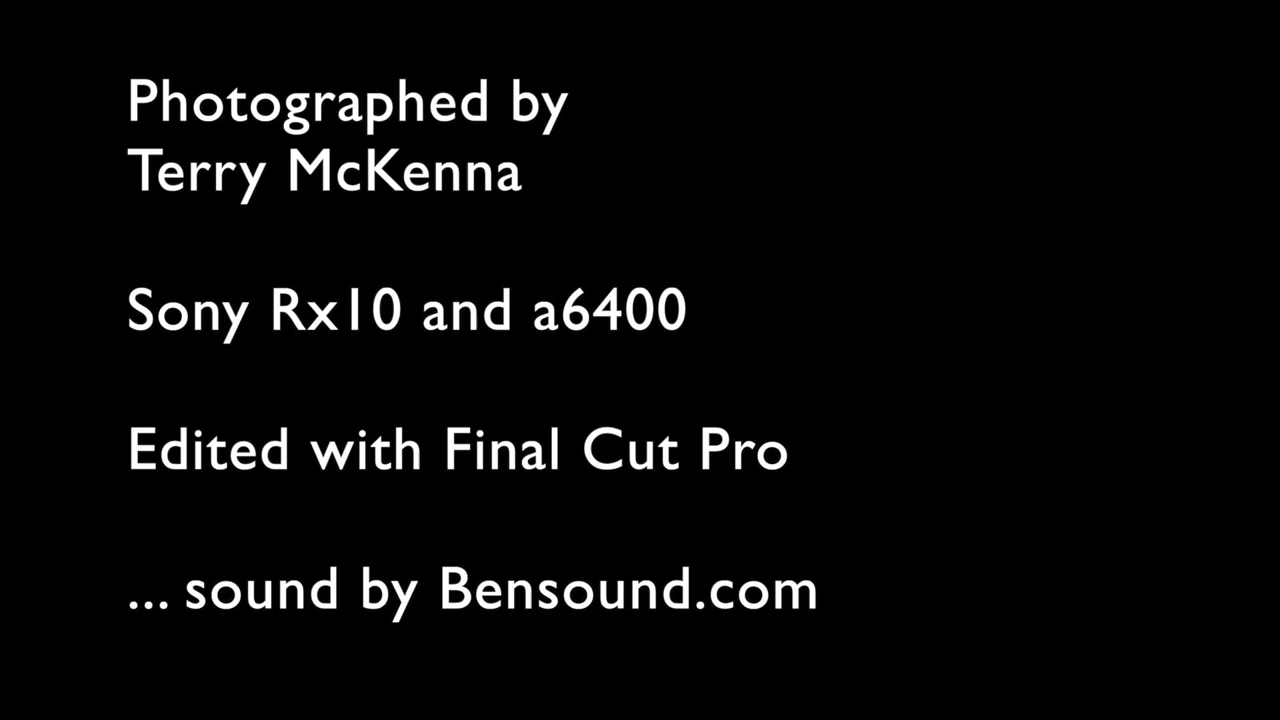 Photographed by
Terry McKenna
Sony Rx10 and a6400
Edited with Final Cut Pro
... sound by Bensound.com